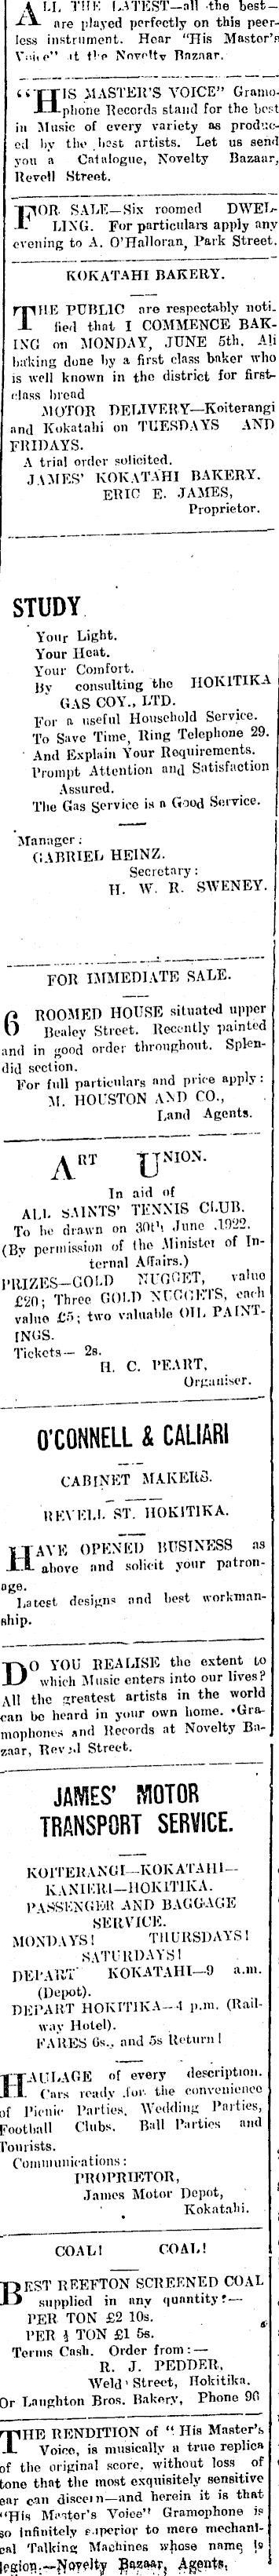 ALL THE LATEST—all the best—
are played perfectly on this peer-
less instrument. Hear "His Master's
Voice" at the Novelty Bazaar.
"HIS MASTER'S VOICE" Gramo-
phone Records stand for the best
in Music of every variety as produc-
ed by the best artists. Let us send
you a Catalogue, Novelty Bazaar,
Revell Street.
FOR SALE—Six roomed DWEL-
LING. For particulars apply any
evening to A. O'Halloran, Park Street.
KOKATAHI BAKERY.
THE PUBLIC are respectably noti-
fied that I COMMENCE BAK-
ING on MONDAY, JUNE 5th. All
baking done by a first class baker who
is well known in the district for first-
class bread
MOTOR DELIVERY—Koiterangi
and Kokatahi on TUESDAYS AND
FRIDAYS.
A trial order solicited.
JAMES' KOKATAHI BAKERY.
ERIC E. JAMES,
Proprietor.
STUDY
Your Light.
Your Heat.
Your Comfort.
By consulting the HOKITIKA
GAS COY., LTD.
For a useful Household Service.
To Save Time, Ring Telephone 29.
And Explain Your Requirements.
Prompt Attention and Satisfaction
Assured.
The Gas Service is a Good Service.
Manager:
GABRIEL HEINZ.
Secretary:
H. W. R. SWENEY.
FOR IMMEDIATE SALE.
6 ROOMED HOUSE situated upper
Bealey Street. Recently painted
and in good order throughout. Splen-
did section.
For full particulars and price apply:
M. HOUSTON AND CO.,
Land Agents.
ART UNION.
In aid of
ALL SAINTS' TENNIS CLUB.
To be drawn on 30th June .1922.
(By permission of the Minister of In-
ternal Affairs.)
PRIZES—GOLD NUGGET, value
£20; Three GOLD NUGGETS, each
value £5; two valuable OIL PAINT-
INGS.
Tickets— 2s.
H. C. PEART,
Organiser.
O'CONNELL & CALIARI
CABINET MAKERS.
REVELL ST. HOKITIKA.
HAVE OPENED BUSINESS as
above and solicit your patron-
age.
Latest designs and best workman-
ship.
DO YOU REALISE the extent to
which Music enters into our lives?
All the greatest artists in the world
can be heard in your own home. Gra-
mophones and Records at Novelty Ba-
zaar, Revell Street.
JAMES' MOTOR
TRANSPORT SERVICE.
KOITERANGI—KOKATAHI—
KANIERI—HOKITIKA.
PASSENGER AND BAGGAGE
SERVICE.
MONDAYS! THURSDAYS!
SATURDAYS!
DEPART KOKATAHI—9 a.m.
(Depot).
DEPART HOKITIKA—4 p.m. (Rail-
way Hotel).
FARES 6s., and 5s Return!
HAULAGE of every description.
Cars ready for the convenience
of Picnic Parties, Wedding Parties,
Football Clubs, Ball Parties and
Tourists.
Communications:
PROPRIETOR,
James Motor Depot,
Kokatahi.
COAL! COAL!
BEST REEFTON SCREENED COAL
supplied in any quantity:—
PER TON £2 10s.
PER ½ TON £1 5s.
Terms Cash. Order from:—
R. J. PEDDER,
Weld Street, Hokitika.
Or Laughton Bros. Bakery, Phone 90
THE RENDITION of "His Master's
Voice, is musically a true replica
of the original score, without loss of
tone that the most exquisitely sensitive
ear can discern—and herein it is that
"His Master's Voice" Gramophone is
so infinitely superior to mere mechani-
cal Talking Machines whose name is
legion.—Novelty Bazaar, Agents.